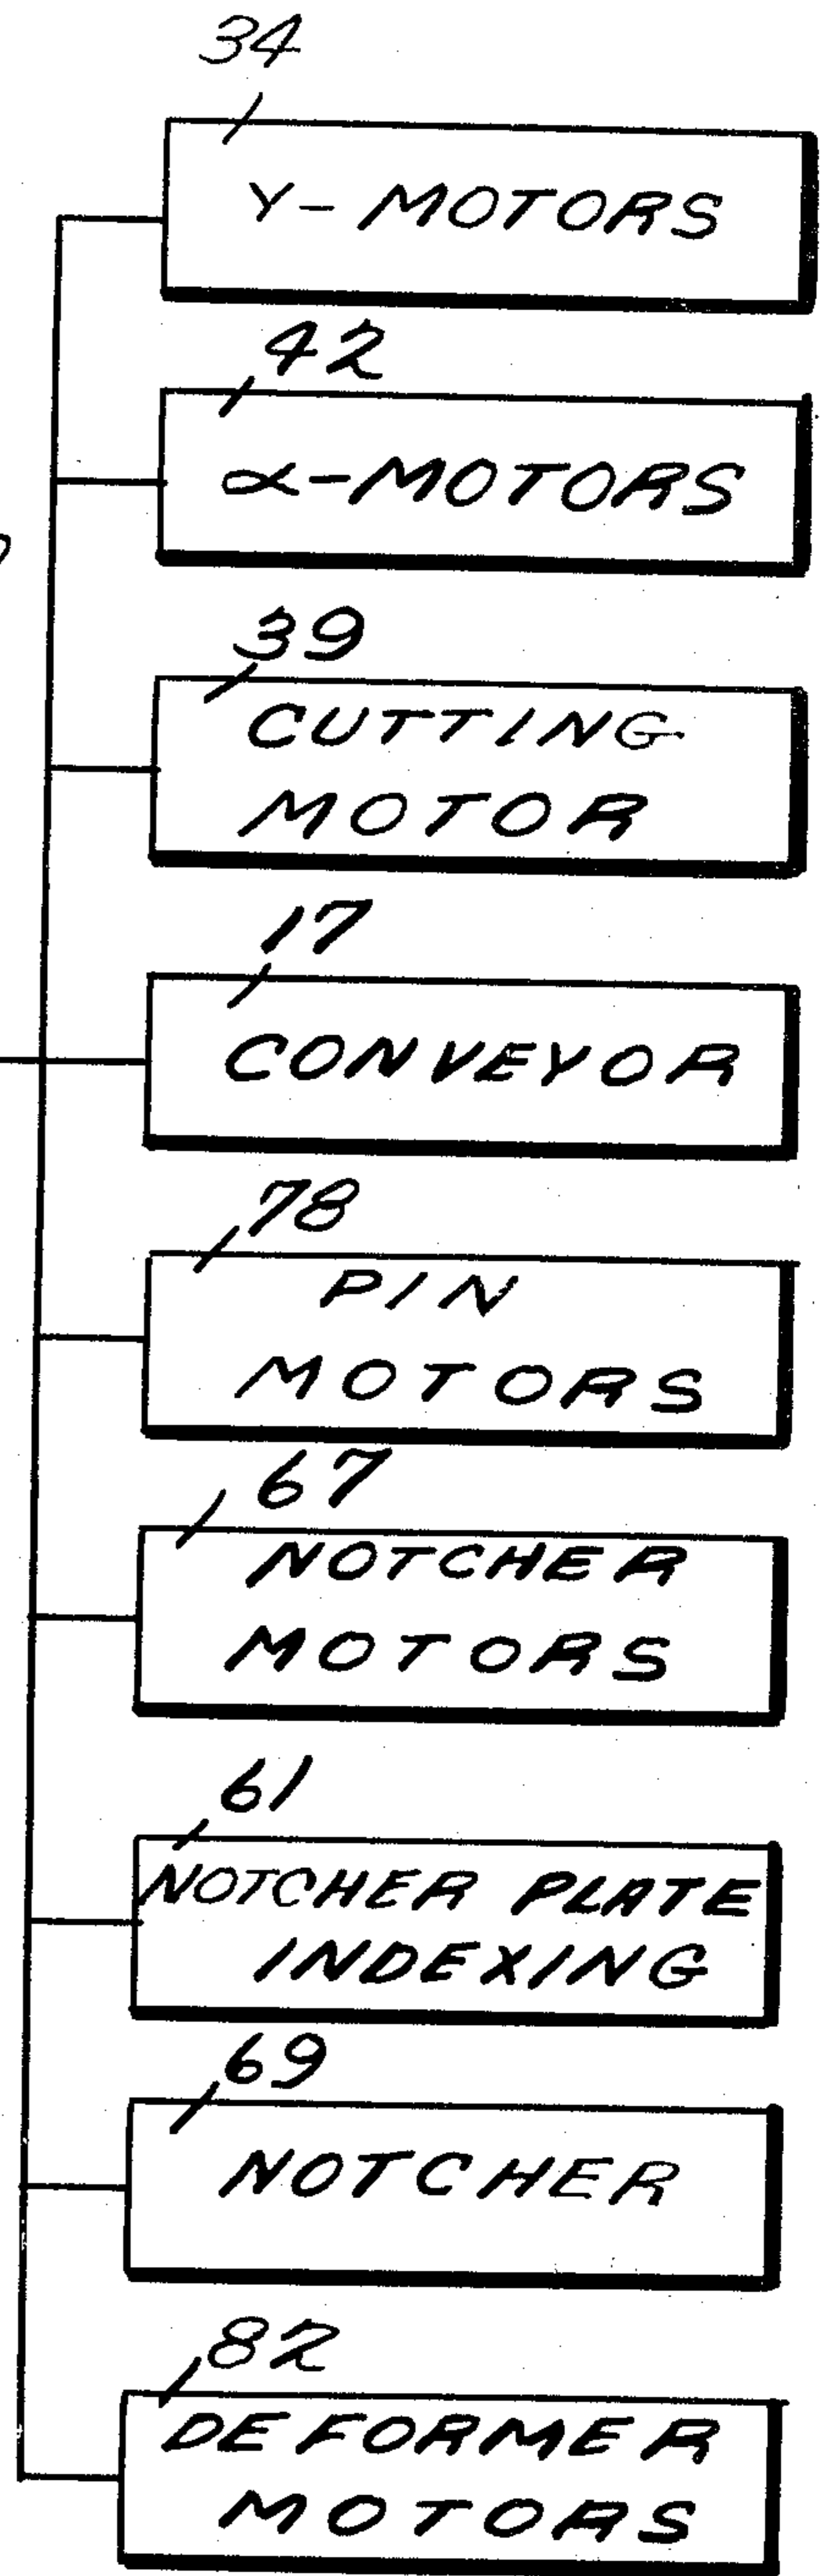 34
Y-MOTORS
42
α-MOTORS
39
CUTTING
MOTOR
17
CONVEYOR
78
PIN
MOTORS
67
NOTCHER
MOTORS
61
NOTCHER PLATE
INDEXING
69
NOTCHER
82
DEFORMER
MOTORS